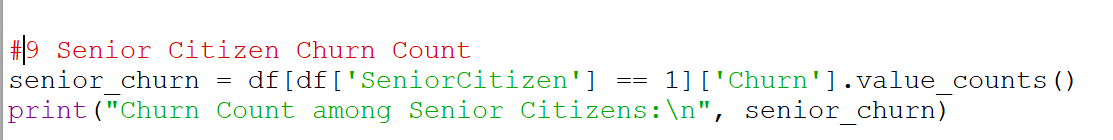 #9 Senior Citizen Churn Count
senior_churn = df[df['SeniorCitizen'] == 1]['Churn'].value_counts()
print("Churn Count among Senior Citizens:\n", senior_churn)